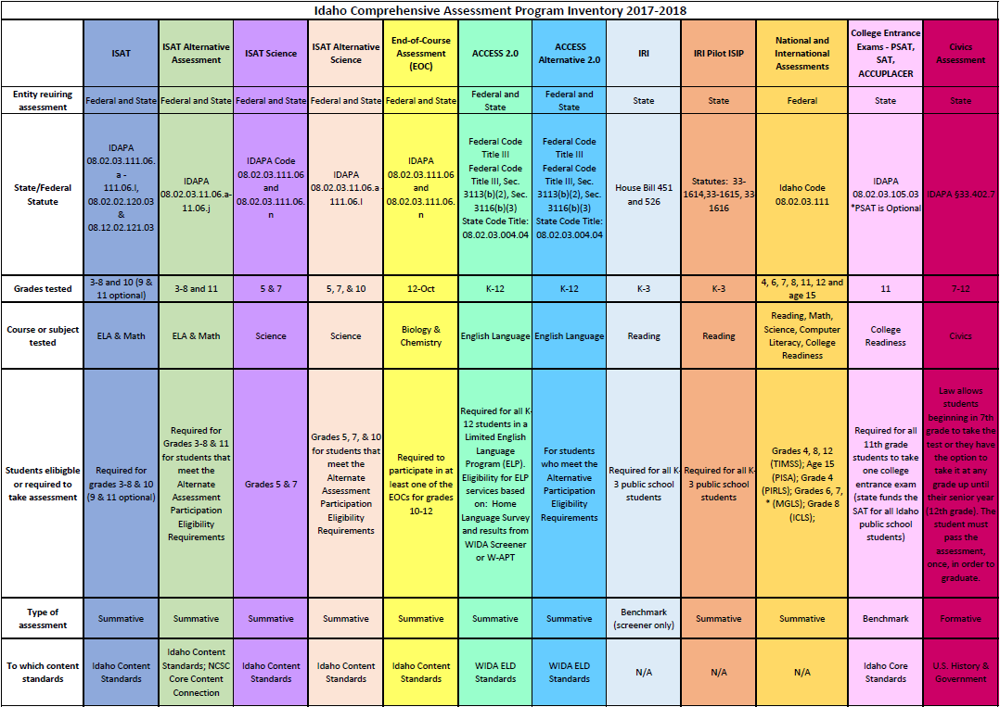 Idaho Comprehensive Assessment Program Inventory 2017-2018
ISAT
ISAT Alternative
Assessment
ISAT Science
ISAT Alternative
Science
End-of-Course
Assessment
(EOC)
ACCESS 2.0
ACCESS
Alternative 2.0
IRI
IRI Pilot ISIP
National and
International
Assessments
College Entrance
Exams - PSAT,
SAT,
ACCUPLACER
Civics
Assessment
Entity reuiring
assessment
Federal and State
Federal and State
Federal and State
Federal and State
Federal and State
Federal and
State
Federal and
State
State
State
Federal
State
State
State/Federal
Statute
IDAPA
08.02.03.111.06.
a -
111.06.l,
08.02.02.120.03
&
08.12.02.121.03
IDAPA
08.02.03.11.06.a-
11.06.j
IDAPA Code
08.02.03.111.06
and
08.02.03.111.06.
n
IDAPA
08.02.03.11.06.a
111.06.l
IDAPA
08.02.03.111.06
and
08.02.03.111.06.
n
Federal Code
Title III
Federal Code
Title III, Sec.
3113(b)(2), Sec.
3116(b)(3)
State Code Title:
08.02.03.004.04
Federal Code
Title III
Federal Code
Title III, Sec.
3113(b)(2), Sec.
3116(b)(3)
State Code Title:
08.02.03.004.04
House Bill 451
and 526
Statutes: 33-
1614,33-1615, 33
1616
Idaho Code
08.02.03.111
IDAPA
08.02.03.105.03
*PSAT is Optional
IDAPA §33.402.7
Grades tested
3-8 and 10 (9 &
11 optional)
3-8 and 11
5 & 7
5, 7, & 10
12-Oct
K-12
K-12
K-3
K-3
4, 6, 7, 8, 11, 12 and
age 15
11
7-12
Course or subject
tested
ELA & Math
ELA & Math
Science
Science
Biology &
Chemistry
English Language
English Language
Reading
Reading
Reading, Math,
Science, Computer
Literacy, College
Readiness
College
Readiness
Civics
Students elibigble
or required to
take assessment
Required for
grades 3-8 & 10
(9 & 11 optional)
Required for
Grades 3-8 & 11
for students that
meet the
Alternate
Assessment
Participation
Eligibility
Requirements
Grades 5 & 7
Grades 5, 7, & 10
for students that
meet the
Alternate
Assessment
Participation
Eligibility
Requirements
Required to
participate in at
least one of the
EOCs for grades
10-12
Required for all K-
12 students in a
Limited English
Language
Program (ELP).
Eligibility for ELP
services based
on: Home
Language Survey
and results from
WIDA Screener
or W-APT
For students
who meet the
Alternative
Participation
Eligibility
Requirements
Required for all K-
3 public school
students
Required for all K-
3 public school
students
Grades 4, 8, 12
(TIMSS); Age 15
(PISA); Grade 4
(PIRLS); Grades 6, 7,
* (MGLS); Grade 8
(ICLS);
Required for all
11th grade
students to take
one college
entrance exam
(state funds the
SAT for all Idaho
public school
students)
Law allows
students
beginning in 7th
grade to take the
test or they have
the option to
take it at any
grade up until
their senior year
(12th grade). The
student must
pass the
assessment,
once, in order to
graduate.
Type of
assessment
Summative
Summative
Summative
Summative
Summative
Summative
Summative
Benchmark
(screener only)
Summative
Summative
Benchmark
Formative
To which content
standards
Idaho Content
Standards
Idaho Content
Standards; NCSC
Core Content
Connection
Idaho Content
Standards
Idaho Content
Standards
Idaho Content
Standards
WIDA ELD
Standards
WIDA ELD
Standards
N/A
N/A
N/A
Idaho Core
Standards
U.S. History &
Government